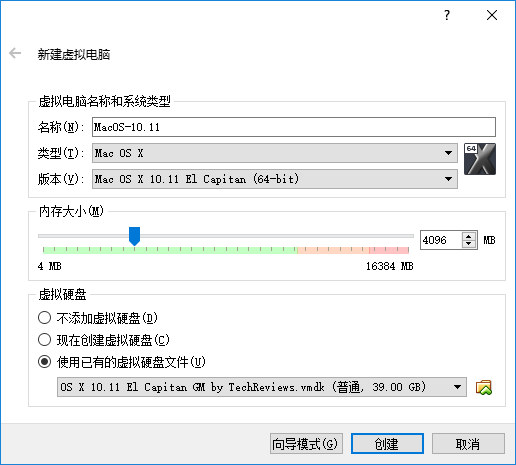 ?
新建虚拟电脑
虚拟电脑名称和系统类型
名称(N): MacOS-10.11
类型(T): Mac OS X
64
版本(V): Mac OS X 10.11 El Capitan (64-bit)
内存大小(M)
4096 MB
4 MB 16384 MB
虚拟硬盘
不添加虚拟硬盘(D)
现在创建虚拟硬盘(C)
使用已有的虚拟硬盘文件(U)
OS X 10.11 El Capitan GM by TechReviews.vmdk (普通, 39.00 GB)
向导模式(G) 创建 取消